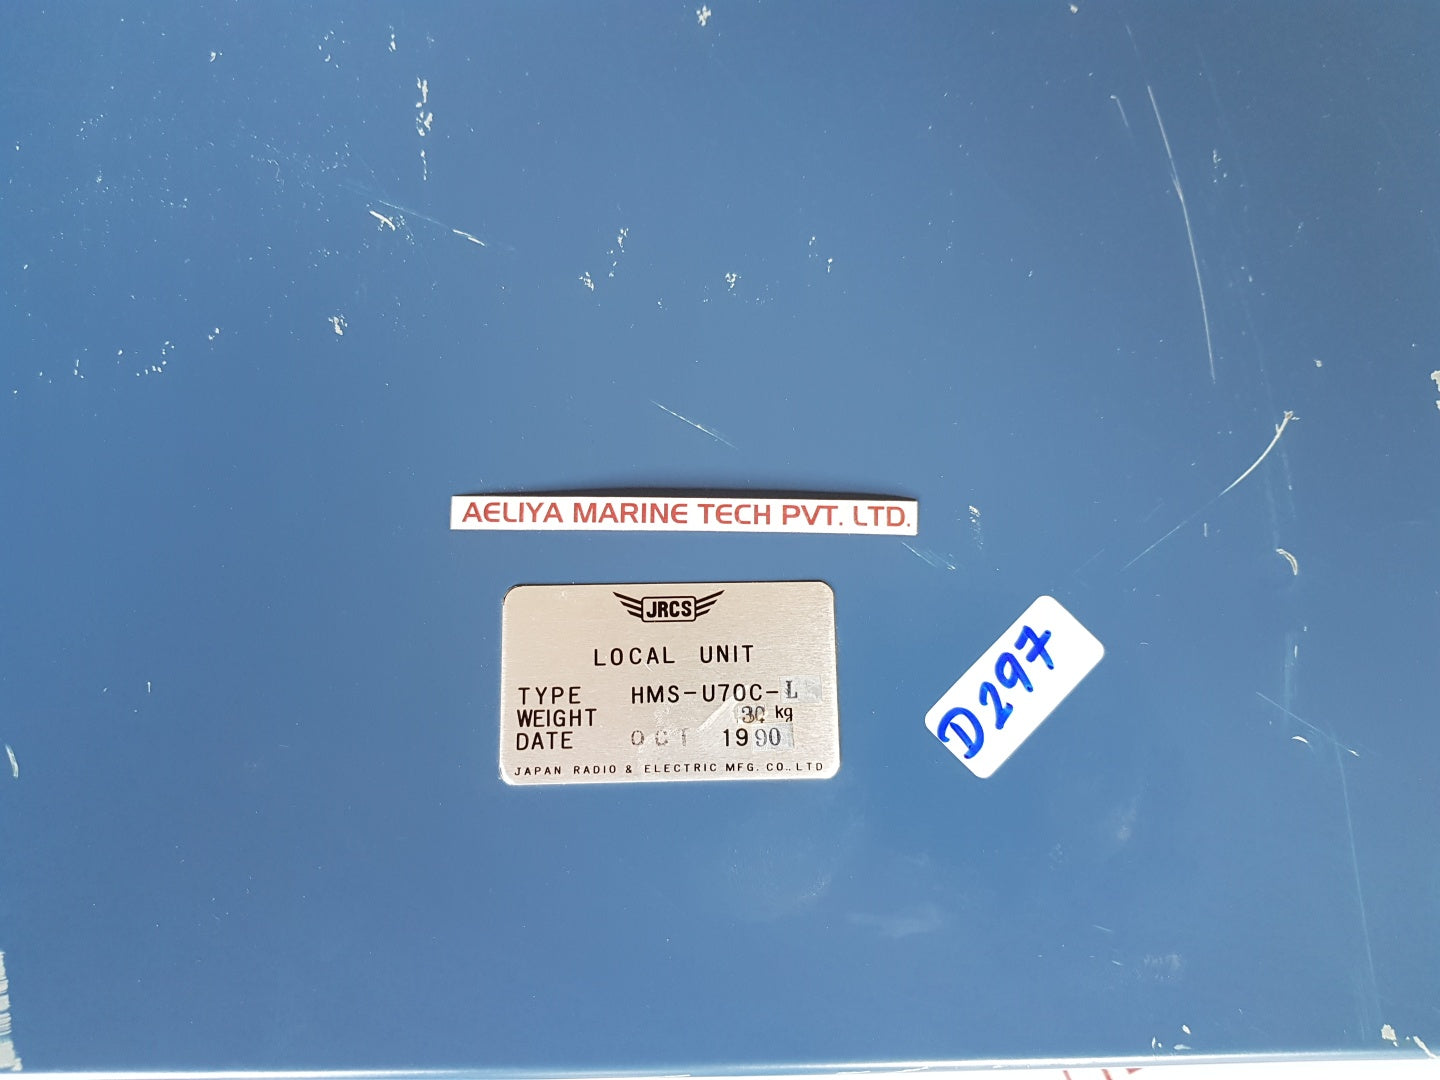 AELIYA MARINE TECH PVT. LTD.
JRCS
LOCAL UNIT
TYPE HMS-U70C-L
WEIGHT 30 kg
DATE OCT 1990
JAPAN RADIO & ELECTRIC MFG. CO., LTD
D297